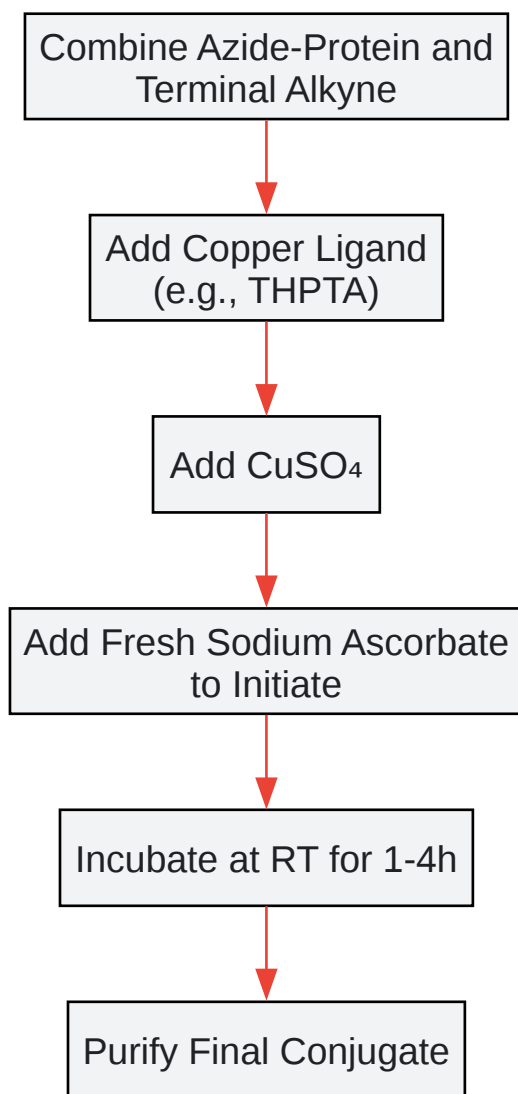 Combine Azide-Protein and
Terminal Alkyne
Add Copper Ligand
(e.g., THPTA)
Add CuSO₄
Add Fresh Sodium Ascorbate
to Initiate
Incubate at RT for 1-4h
Purify Final Conjugate